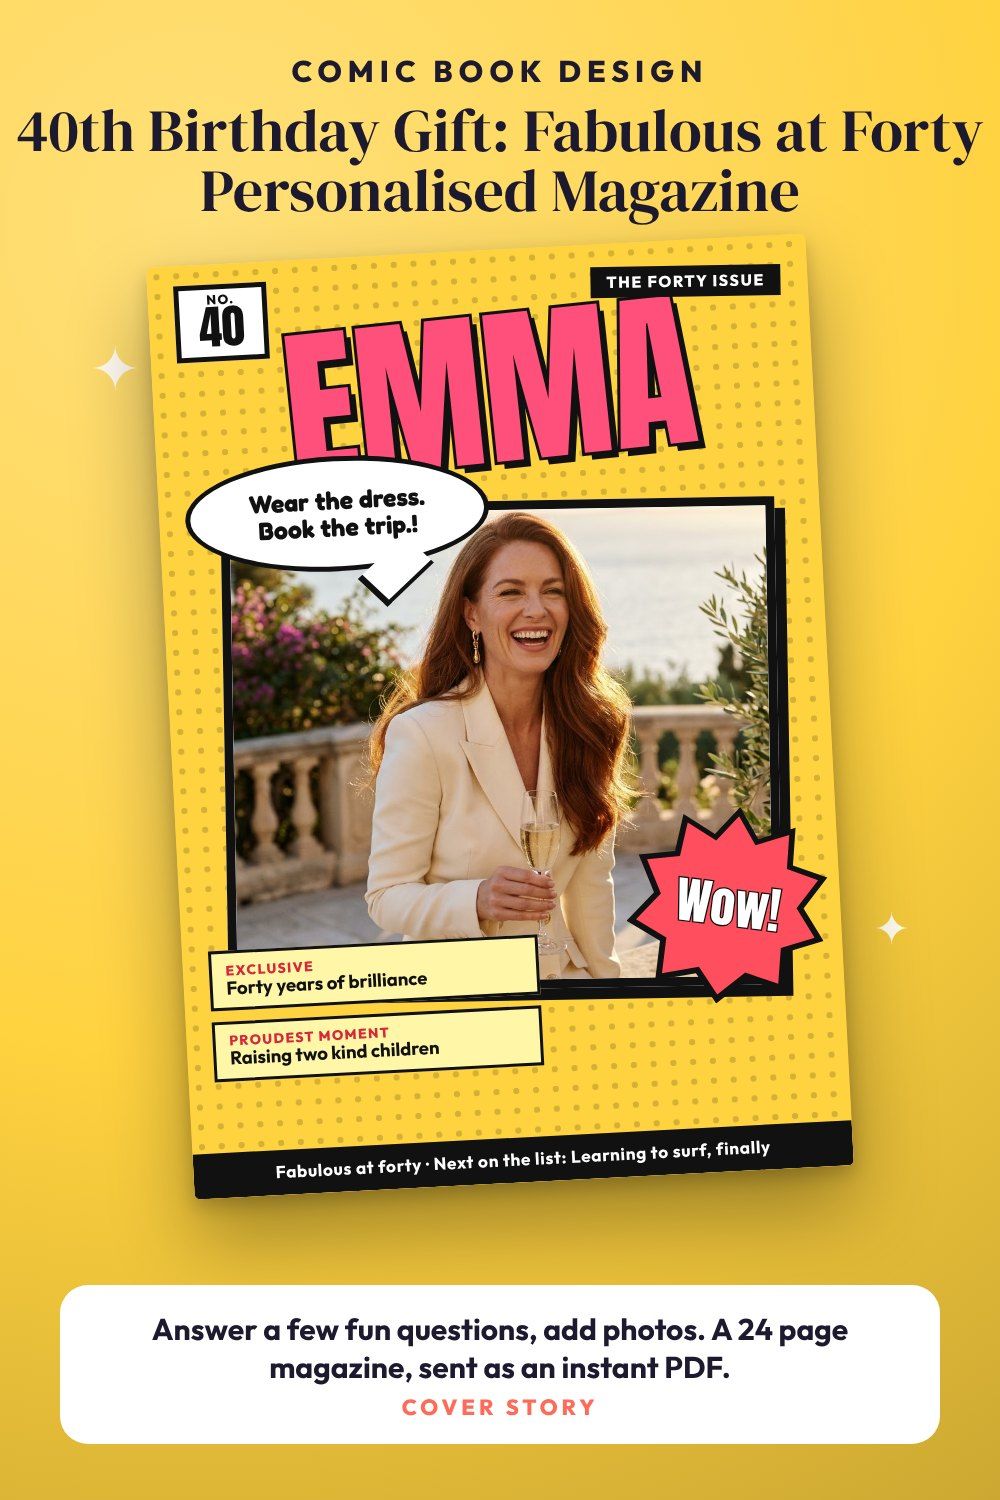 COMIC BOOK DESIGN
40th Birthday Gift: Fabulous at Forty
Personalised Magazine
THE FORTY ISSUE
NO.
40
EMMA
Wear the dress.
Book the trip.!
Wow!
EXCLUSIVE
Forty years of brilliance
PROUDEST MOMENT
Raising two kind children
Fabulous at forty · Next on the list: Learning to surf, finally
Answer a few fun questions, add photos. A 24 page
magazine, sent as an instant PDF.
COVER STORY